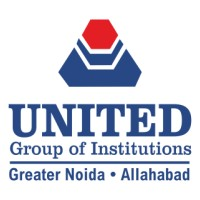 UNITED
Group of Institutions
Greater Noida • Allahabad